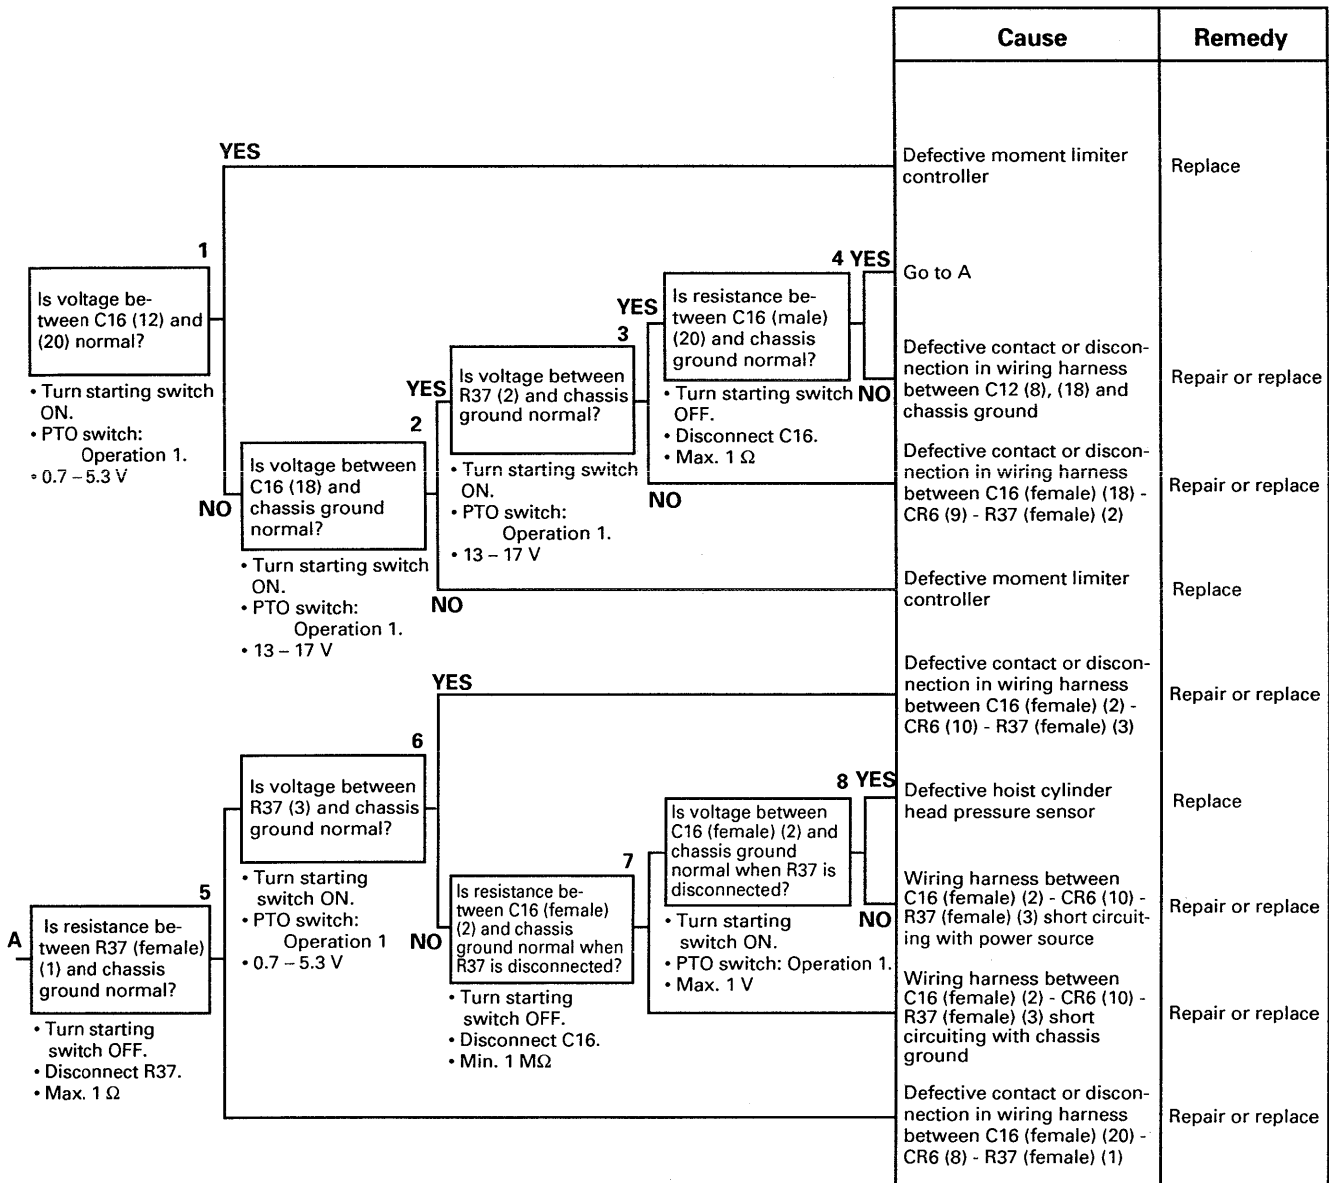 Cause
Remedy
YES
Defective moment limiter
controller
Replace
1
Is voltage be-
tween C16 (12) and
(20) normal?
• Turn starting switch
ON.
• PTO switch:
Operation 1.
• 0.7 – 5.3 V
NO
2
Is voltage between
C16 (18) and
chassis ground
normal?
• Turn starting switch
ON.
• PTO switch:
Operation 1.
• 13 – 17 V
YES
NO
3
Is voltage between
R37 (2) and chassis
ground normal?
• Turn starting switch
ON.
• PTO switch:
Operation 1.
• 13 – 17 V
YES
NO
4
Is resistance be-
tween C16 (male)
(20) and chassis
ground normal?
• Turn starting switch
OFF.
• Disconnect C16.
• Max. 1 Ω
YES
NO
Go to A
Defective contact or discon-
nection in wiring harness
between C12 (8), (18) and
chassis ground
Repair or replace
Defective contact or discon-
nection in wiring harness
between C16 (female) (18) -
CR6 (9) - R37 (female) (2)
Repair or replace
Defective moment limiter
controller
Replace
A
5
Is resistance be-
tween R37 (female)
(1) and chassis
ground normal?
• Turn starting
switch OFF.
• Disconnect R37.
• Max. 1 Ω
6
Is voltage between
R37 (3) and chassis
ground normal?
• Turn starting
switch ON.
• PTO switch:
Operation 1
• 0.7 – 5.3 V
YES
NO
Defective contact or discon-
nection in wiring harness
between C16 (female) (2) -
CR6 (10) - R37 (female) (3)
Repair or replace
7
Is resistance be-
tween C16 (female)
(2) and chassis
ground normal when
R37 is disconnected?
• Turn starting
switch OFF.
• Disconnect C16.
• Min. 1 MΩ
8
Is voltage between
C16 (female) (2) and
chassis ground
normal when R37 is
disconnected?
• Turn starting
switch ON.
• PTO switch: Operation 1.
• Max. 1 V
YES
NO
Defective hoist cylinder
head pressure sensor
Replace
Wiring harness between
C16 (female) (2) - CR6 (10) -
R37 (female) (3) short circuit-
ing with power source
Repair or replace
Wiring harness between
C16 (female) (2) - CR6 (10) -
R37 (female) (3) short
circuiting with chassis
ground
Repair or replace
Defective contact or discon-
nection in wiring harness
between C16 (female) (20) -
CR6 (8) - R37 (female) (1)
Repair or replace